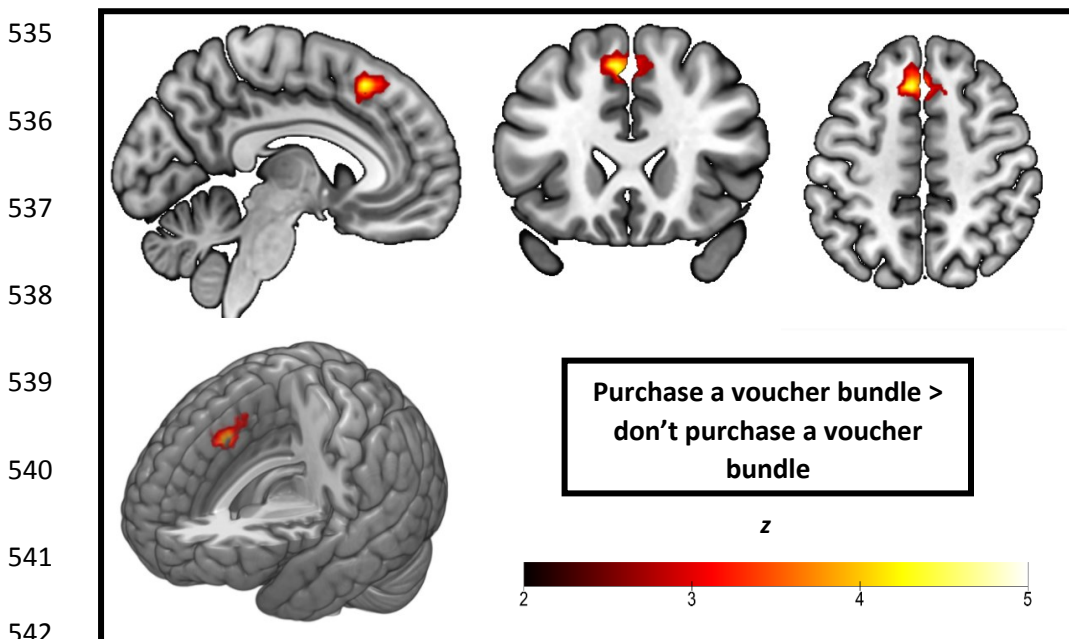 535
536
537
538
539
540
541
542
Purchase a voucher bundle >
don’t purchase a voucher
bundle
z
2 3 4 5